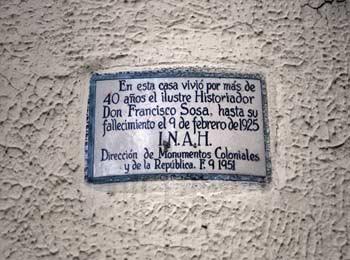 En esta casa vivió por más de
40 años el ilustre Historiador
Don Francisco Sosa, hasta su
fallecimiento el 9 de febrero de 1925
I.N.A.H.
Dirección de Monumentos Coloniales
y de la República. F. 9 1951